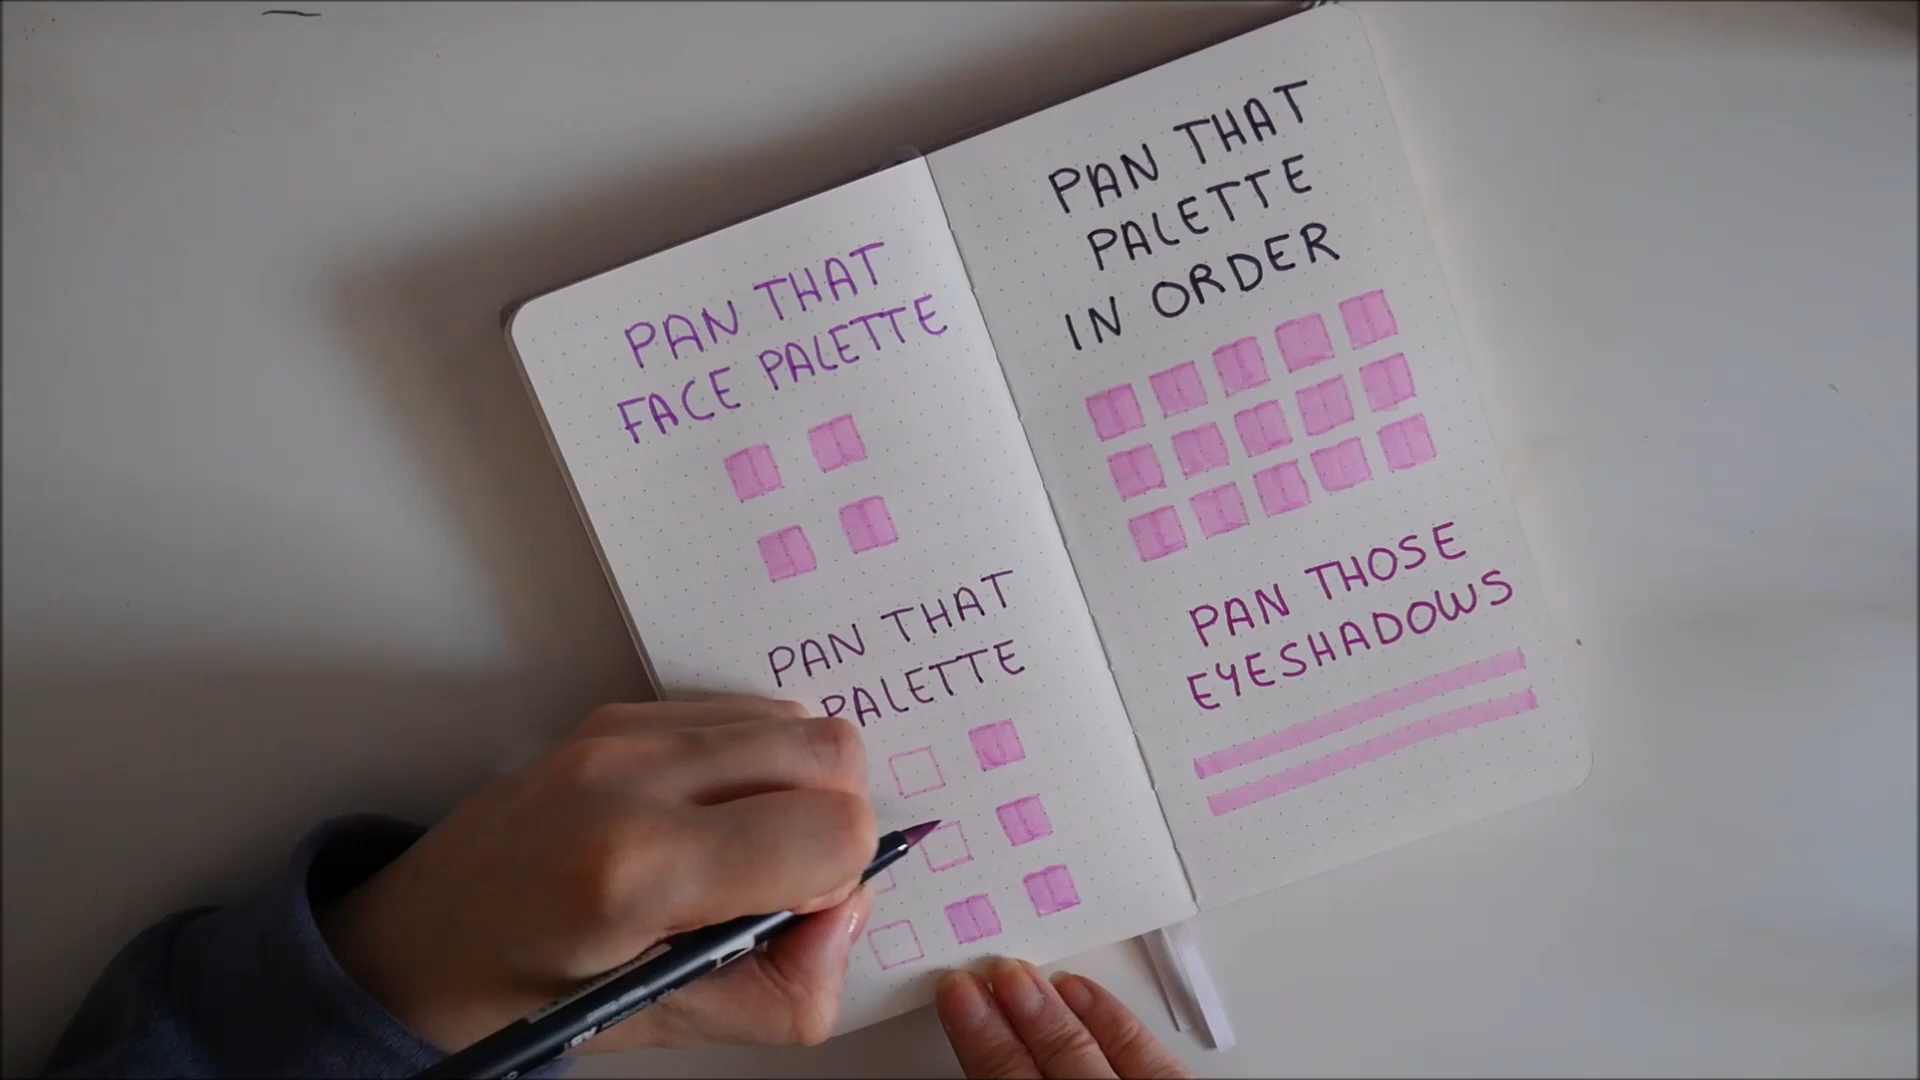 PAN THAT
FACE PALETTE
PAN THAT
PALETTE
PAN THAT
PALETTE
IN ORDER
PAN THOSE
EYESHADOWS